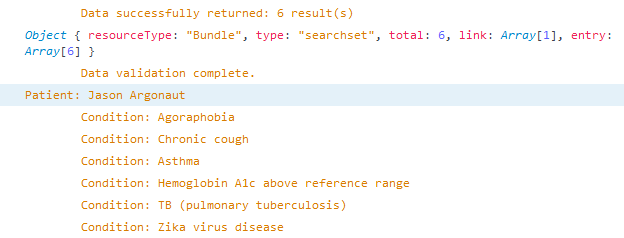 Data successfully returned: 6 result(s)
Object { resourceType: "Bundle", type: "searchset", total: 6, link: Array[1], entry:
Array[6] }
Data validation complete.
Patient: Jason Argonaut
Condition: Agoraphobia
Condition: Chronic cough
Condition: Asthma
Condition: Hemoglobin A1c above reference range
Condition: TB (pulmonary tuberculosis)
Condition: Zika virus disease